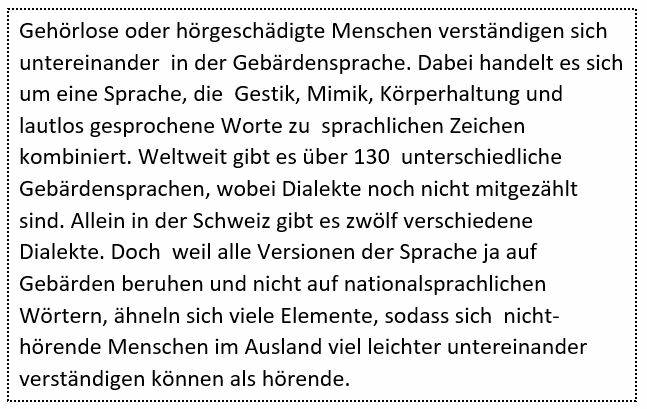 Gehörlose oder hörgeschädigte Menschen verständigen sich
untereinander  in der Gebärdensprache. Dabei handelt es sich
um eine Sprache, die  Gestik, Mimik, Körperhaltung und
lautlos gesprochene Worte zu  sprachlichen Zeichen
kombiniert. Weltweit gibt es über 130  unterschiedliche
Gebärdensprachen, wobei Dialekte noch nicht mitgezählt
sind. Allein in der Schweiz gibt es zwölf verschiedene
Dialekte. Doch  weil alle Versionen der Sprache ja auf
Gebärden beruhen und nicht auf nationalsprachlichen
Wörtern, ähneln sich viele Elemente, sodass sich  nicht-
hörende Menschen im Ausland viel leichter untereinander
verständigen können als hörende.